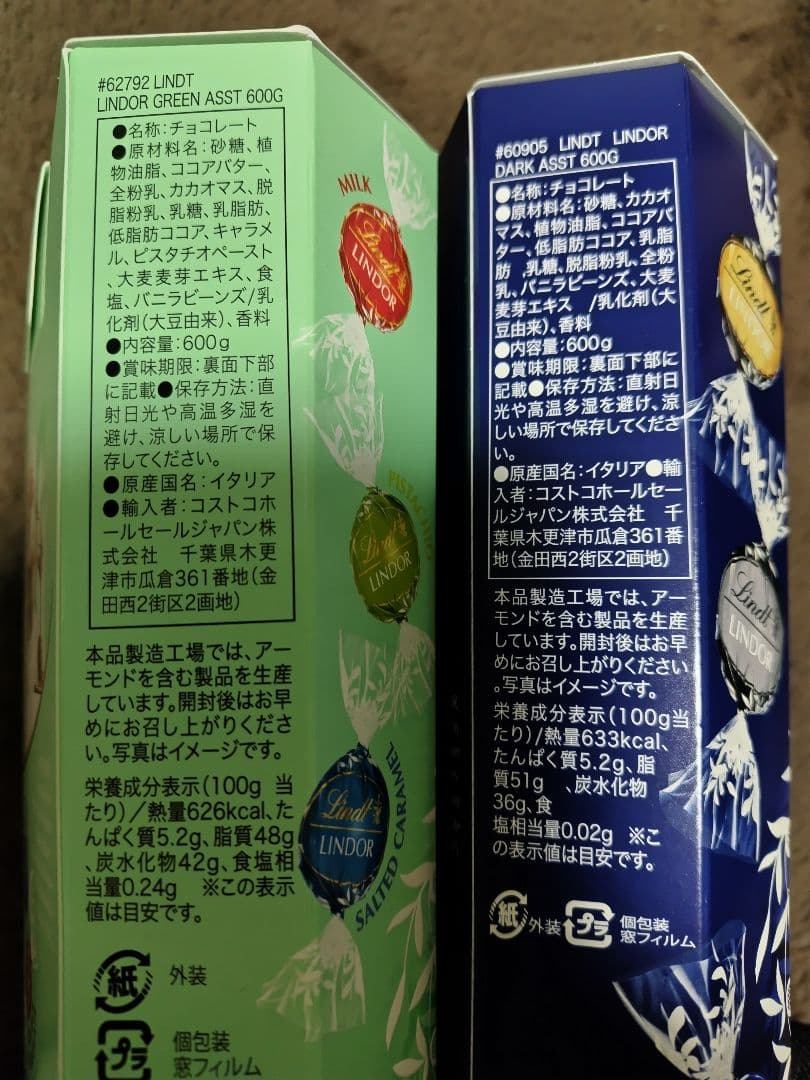 #62792 LINDT
LINDOR GREEN ASST 600G
●名称:チョコレート
●原材料名:砂糖、植
物油脂、ココアバター、
全粉乳、カカオマス、脱
脂粉乳、乳糖、乳脂肪、
低脂肪ココア、キャラメ
ル、ピスタチオペースト
、大麦麦芽エキス、食
塩、バニラビーンズ/乳
化剤(大豆由来)、香料
●内容量:600g
●賞味期限:裏面下部
に記載●保存方法:直
射日光や高温多湿を
避け、涼しい場所で保
存してください。
●原産国名:イタリア
●輸入者:コストコホ
ールセールジャパン株
式会社 千葉県木更
津市瓜倉361番地(金
田西2街区2画地)
本品製造工場では、アー
モンドを含む製品を生産
しています。開封後はお早
めにお召し上がりくださ
い。写真はイメージです。
栄養成分表示(100g 当
たり)/熱量626kcal、た
んぱく質5.2g、脂質48g
、炭水化物42g、食塩相
当量0.24g ※この表示
値は目安です。
紙 外装
プラ 個包装
窓フィルム
MILK
Lindt
LINDOR
PISTACHIO
Lindt
LINDOR
Lindt
LINDOR
SALTED CARAMEL
#60905 LINDT LINDOR
DARK ASST 600G
●名称:チョコレート
●原材料名:砂糖、カカオ
マス、植物油脂、ココアバ
ター、低脂肪ココア、乳脂
肪 、乳糖、脱脂粉乳、全粉
乳、バニラビーンズ、大麦
麦芽エキス /乳化剤(大
豆由来)、香料
●内容量:600g
●賞味期限:裏面下部に
記載●保存方法:直射日
光や高温多湿を避け、涼
しい場所で保存してくださ
い。
●原産国名:イタリア●輸
入者:コストコホールセー
ルジャパン株式会社 千
葉県木更津市瓜倉361番
地(金田西2街区2画地)
本品製造工場では、アー
モンドを含む製品を生産
しています。開封後はお早
めにお召し上がりください
。写真はイメージです。
栄養成分表示(100g当
たり)/熱量633kcal、
たんぱく質5.2g、脂
質51g 、炭水化物
36g、食
塩相当量0.02g ※こ
の表示値は目安です。
紙 外装 プラ 個包装
窓フィルム
Lindt
LINDOR
Lindt
LINDOR